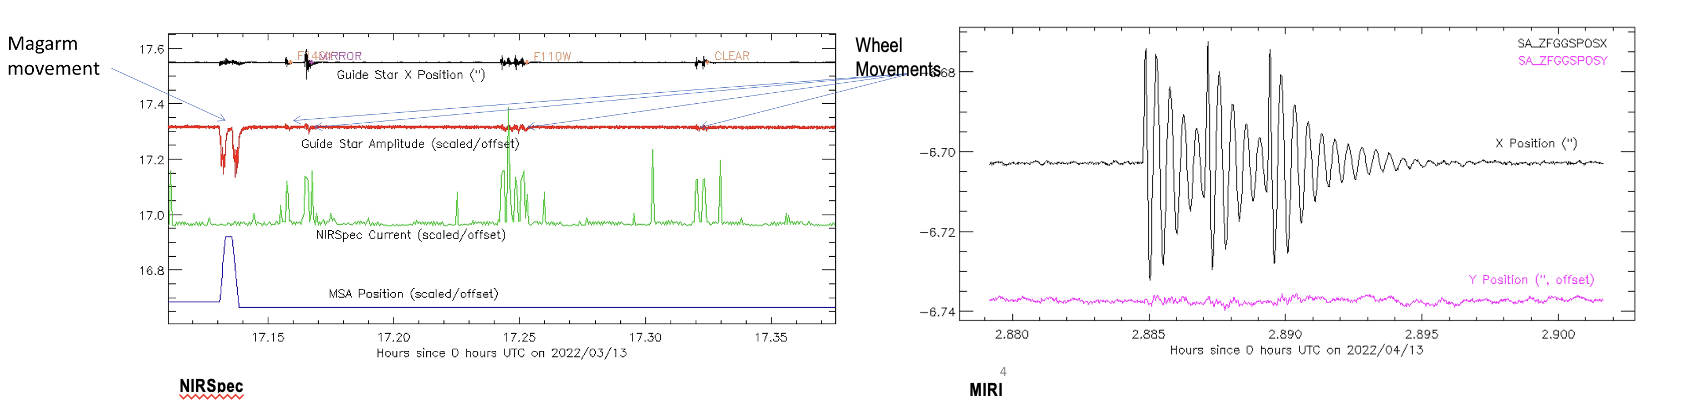 Magarm
movement
17.6
17.4
17.2
17.0
16.8
MIRROR
F110W
CLEAR
Guide Star X Position (")
Guide Star Amplitude (scaled/offset)
NIRSpec Current (scaled/offset)
MSA Position (scaled/offset)
17.15
17.20
17.25
17.30
17.35
Hours since 0 hours UTC on 2022/03/13
NIRSpec
Wheel
Movements
SA_ZFGGSPOSX
SA_ZFGGSPOSY
-6.70
-6.72
-6.74
X Position (")
Y Position (", offset)
2.880
2.885
2.890
2.895
2.900
Hours since 0 hours UTC on 2022/04/13
4
MIRI